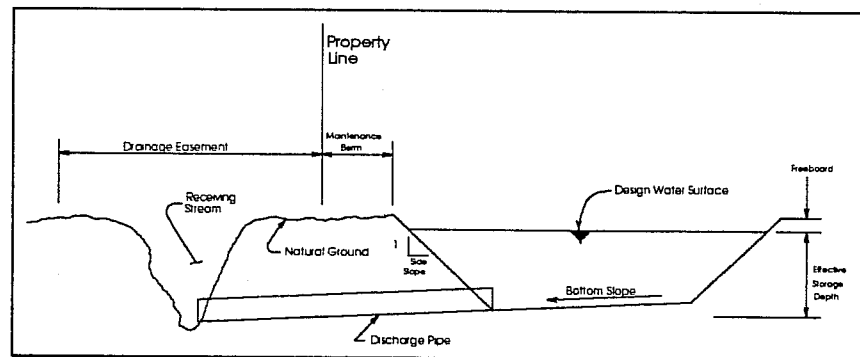 Property
Line
Drainage Easement
Maintenance
Berm
Freeboard
Receiving
Stream
Design Water Surface
Natural Ground
1
Side
Slope
Effective
Storage
Depth
Bottom Slope
Discharge Pipe